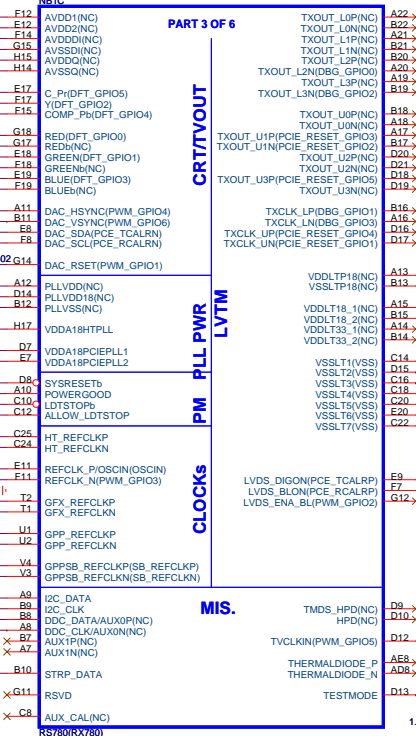 NB1C
PART 3 OF 6
F12 AVDD1(NC) TXOUT_L0P(NC) A22
E12 AVDD2(NC) TXOUT_L0N(NC) B22
F14 AVDDDI(NC) TXOUT_L1P(NC) A21
G15 AVSSDI(NC) TXOUT_L1N(NC) B21
H15 AVDDQ(NC) TXOUT_L2P(NC) B20
H14 AVSSQ(NC) TXOUT_L2N(DBG_GPIO0) A20
TXOUT_L3P(NC) A19
E17 C_Pr(DFT_GPIO5) TXOUT_L3N(DBG_GPIO2) B19
F17 Y(DFT_GPIO2)
F15 COMP_Pb(DFT_GPIO4) TXOUT_U0P(NC) B18
TXOUT_U0N(NC) A18
G18 RED(DFT_GPIO0) TXOUT_U1P(PCIE_RESET_GPIO3) A17
G17 REDb(NC) TXOUT_U1N(PCIE_RESET_GPIO2) B17
E18 GREEN(DFT_GPIO1) TXOUT_U2P(NC) D20
F18 GREENb(NC) TXOUT_U2N(NC) D21
E19 BLUE(DFT_GPIO3) TXOUT_U3P(PCIE_RESET_GPIO5) D18
F19 BLUEb(NC) TXOUT_U3N(NC) D19
CRT/TVOUT
A11 DAC_HSYNC(PWM_GPIO4) TXCLK_LP(DBG_GPIO1) B16
B11 DAC_VSYNC(PWM_GPIO6) TXCLK_LN(DBG_GPIO3) A16
E8 DAC_SDA(PCE_TCALRN) TXCLK_UP(PCIE_RESET_GPIO4) D16
F8 DAC_SCL(PCE_RCALRN) TXCLK_UN(PCIE_RESET_GPIO1) D17
02 G14 DAC_RSET(PWM_GPIO1)
VDDLTP18(NC) A13
A12 PLLVDD(NC) VSSLTP18(NC) B13
D14 PLLVDD18(NC)
B12 PLLVSS(NC) VDDLT18_1(NC) A15
VDDLT18_2(NC) B15
H17 VDDA18HTPLL VDDLT33_1(NC) A14
VDDLT33_2(NC) B14
PLL PWR
LVTM
D7 VDDA18PCIEPLL1
E7 VDDA18PCIEPLL2 VSSLT1(VSS) C14
VSSLT2(VSS) D15
D8 SYSRESETb VSSLT3(VSS) C16
A10 POWERGOOD VSSLT4(VSS) C18
C10 LDTSTOPb VSSLT5(VSS) C20
C12 ALLOW_LDTSTOP VSSLT6(VSS) E20
VSSLT7(VSS) C22
PM
C25 HT_REFCLKP
C24 HT_REFCLKN
E11 REFCLK_P/OSCIN(OSCIN)
F11 REFCLK_N(PWM_GPIO3) LVDS_DIGON(PCE_TCALRP) E9
LVDS_BLON(PCE_RCALRP) F7
T2 GFX_REFCLKP LVDS_ENA_BL(PWM_GPIO2) G12
T1 GFX_REFCLKN
CLOCKs
U1 GPP_REFCLKP
U2 GPP_REFCLKN
V4 GPPSB_REFCLKP(SB_REFCLKP)
V3 GPPSB_REFCLKN(SB_REFCLKN)
MIS.
A9 I2C_DATA
B9 I2C_CLK TMDS_HPD(NC) D9
B8 DDC_DATA/AUX0P(NC) HPD(NC) D10
A8 DDC_CLK/AUX0N(NC)
B7 AUX1P(NC) TVCLKIN(PWM_GPIO5) D12
A7 AUX1N(NC)
THERMALDIODE_P AE8
B10 STRP_DATA THERMALDIODE_N AD8
G11 RSVD TESTMODE D13
C8 AUX_CAL(NC)
1.
RS780(RX780)